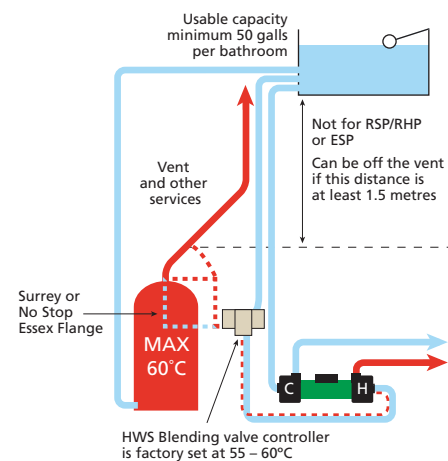 Usable capacity
minimum 50 galls
per bathroom
Not for RSP/RHP
or ESP
Can be off the vent
if this distance is
at least 1.5 metres
Vent
and other
services
Surrey or
No Stop
Essex Flange
MAX
60˚C
C
H
HWS Blending valve controller
is factory set at 55 – 60ºC